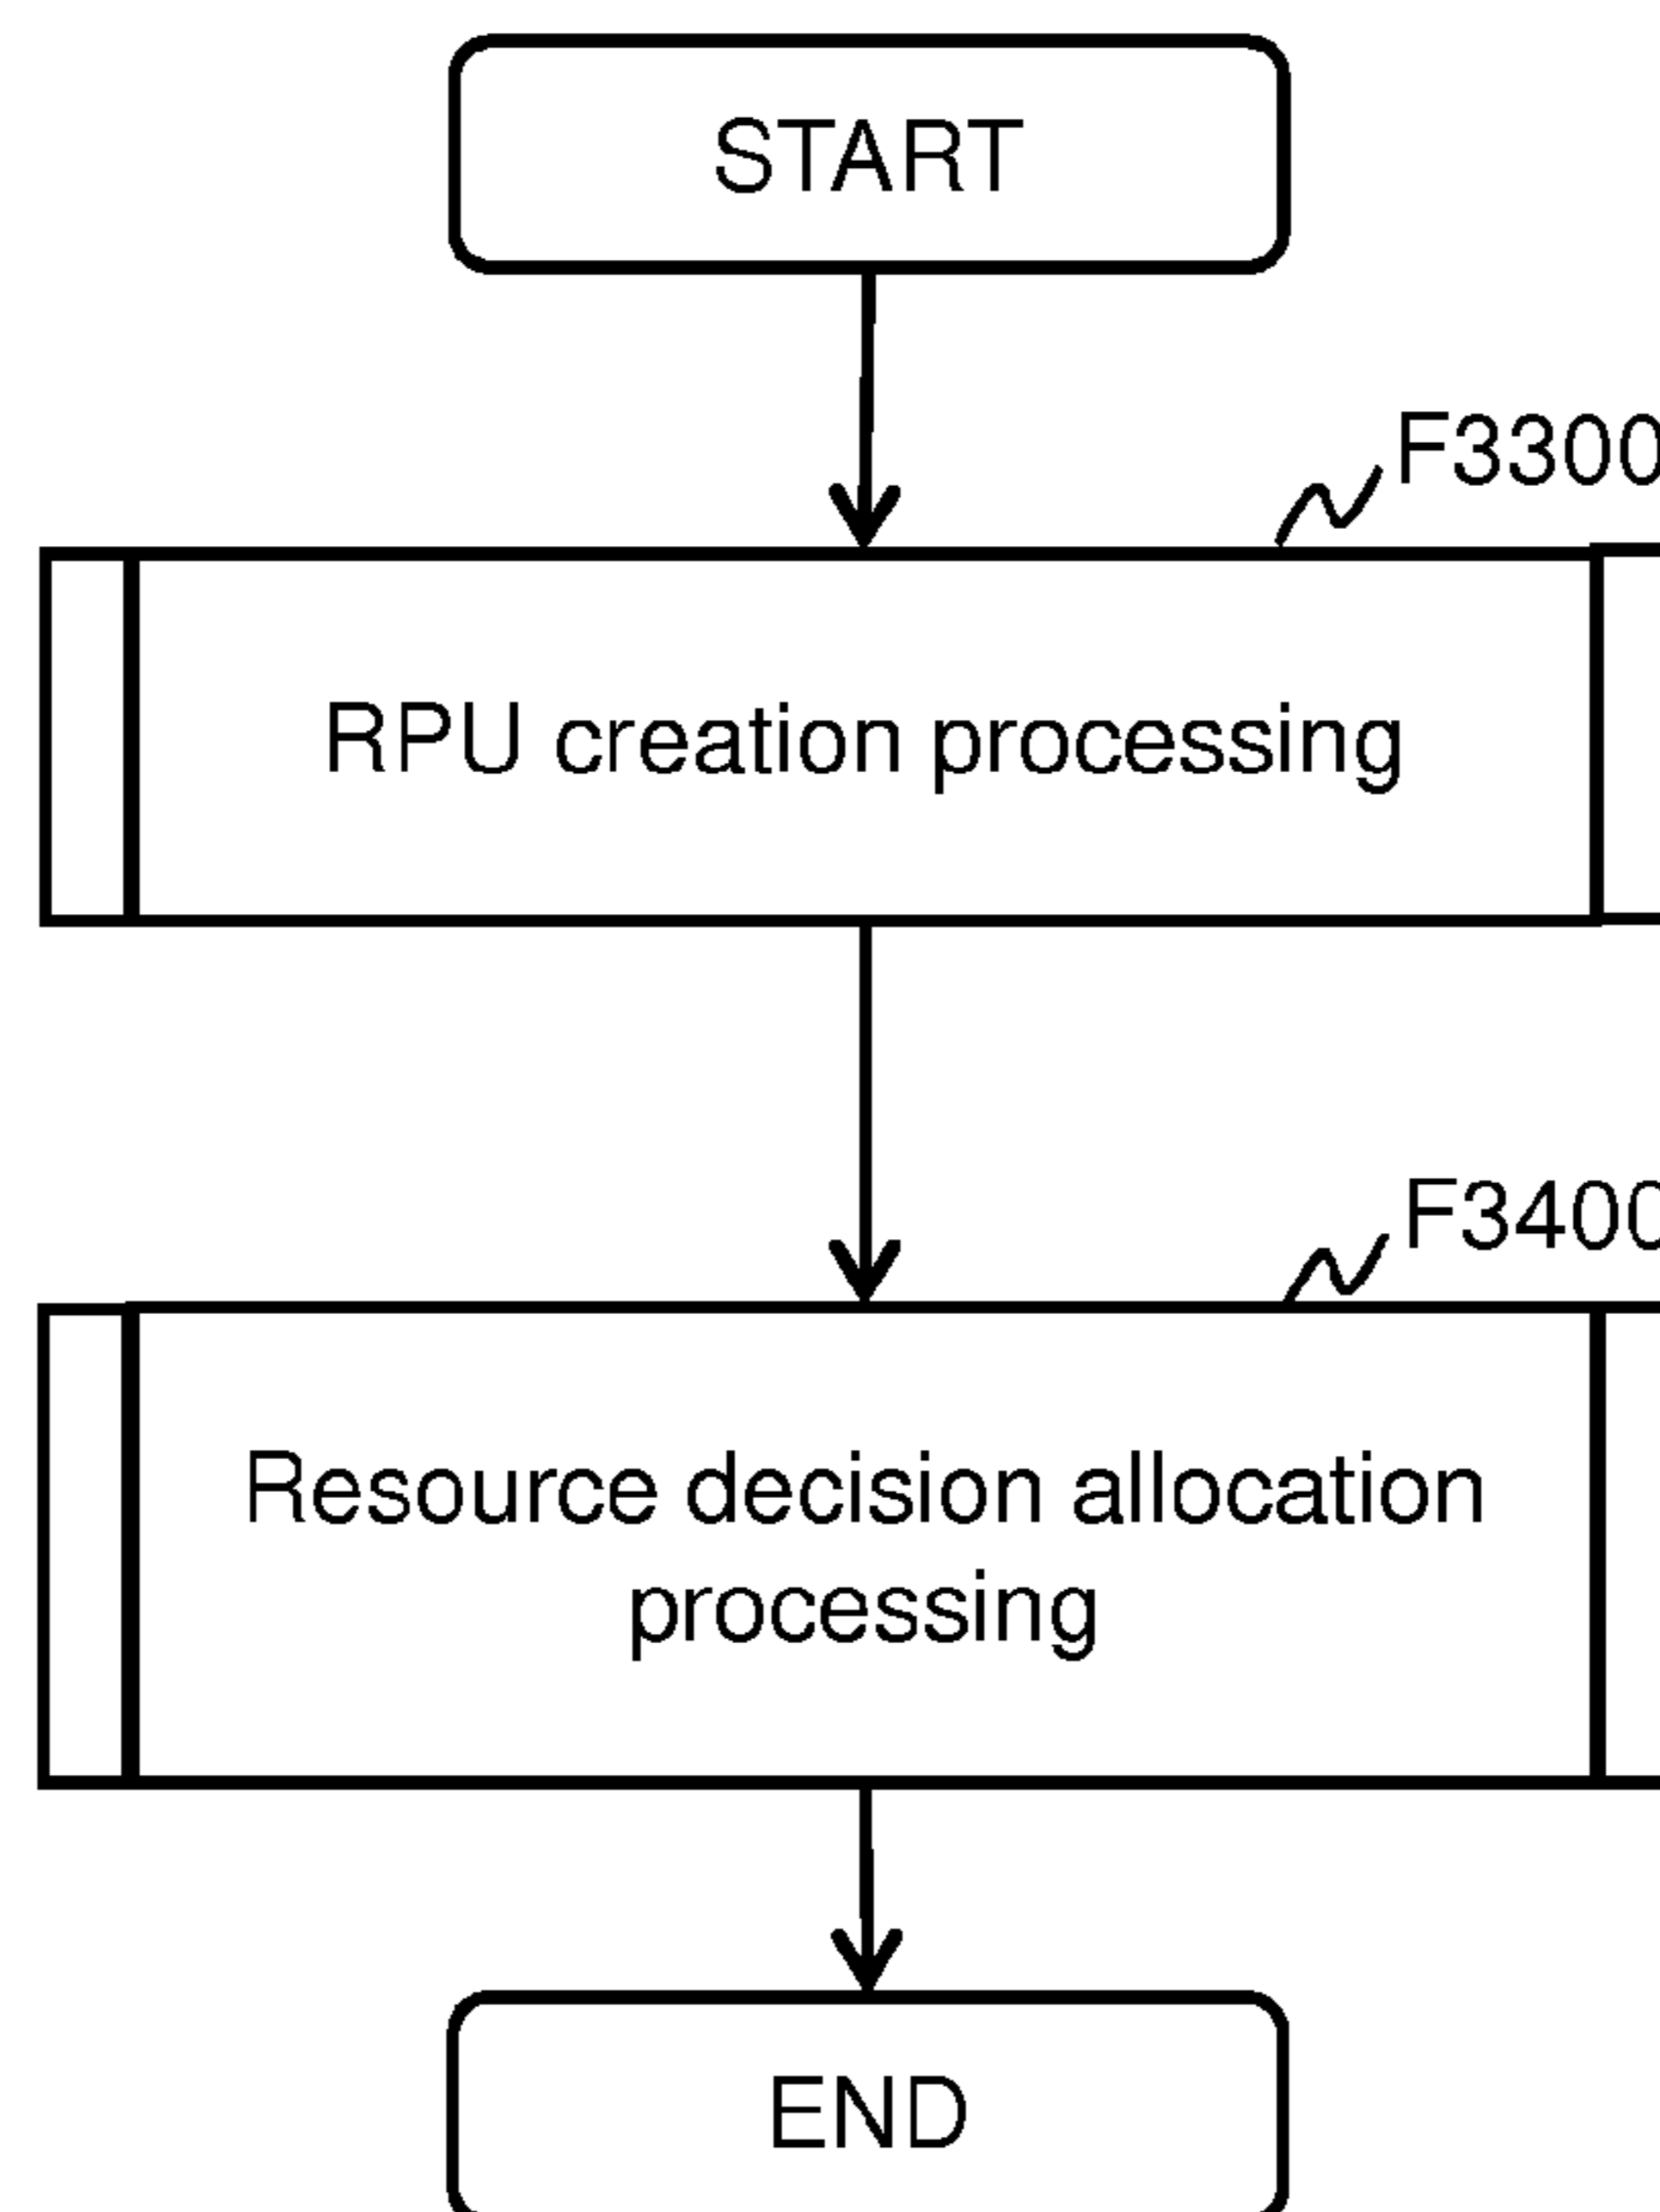 START
F3300
RPU creation processing
F3400
Resource decision allocation
processing
END